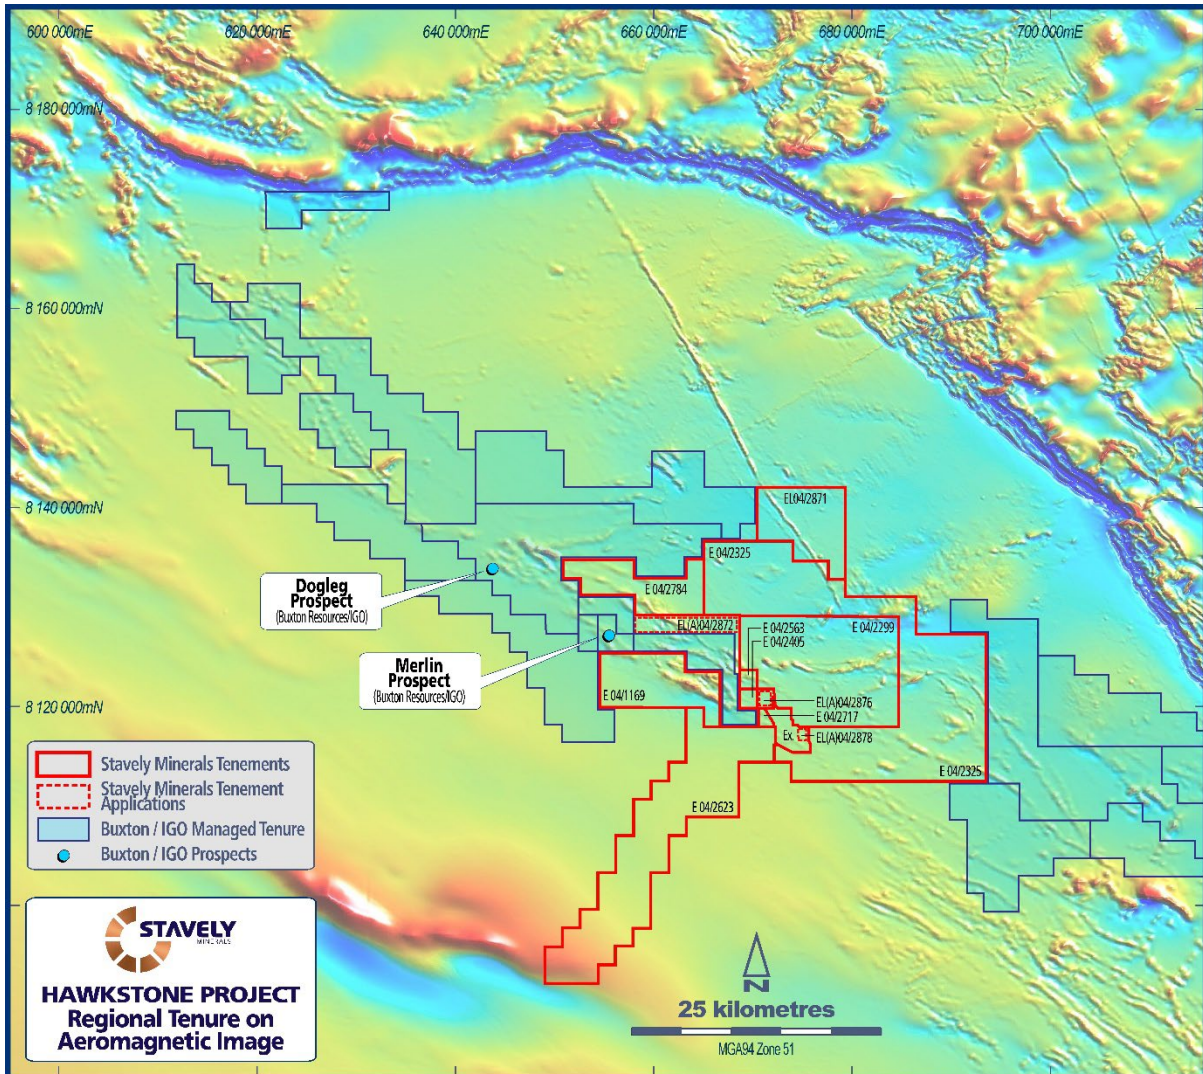 600 000mE
620 000mE
640 000mE
660 000mE
680 000mE
700 000mE
8 180 000mN
8 160 000mN
8 140 000mN
8 120 000mN
EL04/2871
E 04/2325
E 04/2784
EL(A)04/2872
E 04/2563
E 04/2405
E 04/2299
E 04/1169
EL(A)04/2876
E 04/2717
Ex.
EL(A)04/2878
E 04/2325
E 04/2623
Dogleg
Prospect
(Buxton Resources/IGO)
Merlin
Prospect
(Buxton Resources/IGO)
Stavely Minerals Tenements
Stavely Minerals Tenement
Applications
Buxton / IGO Managed Tenure
Buxton / IGO Prospects
STAVELY
MINERALS
HAWKSTONE PROJECT
Regional Tenure on
Aeromagnetic Image
N
25 kilometres
MGA94 Zone 51